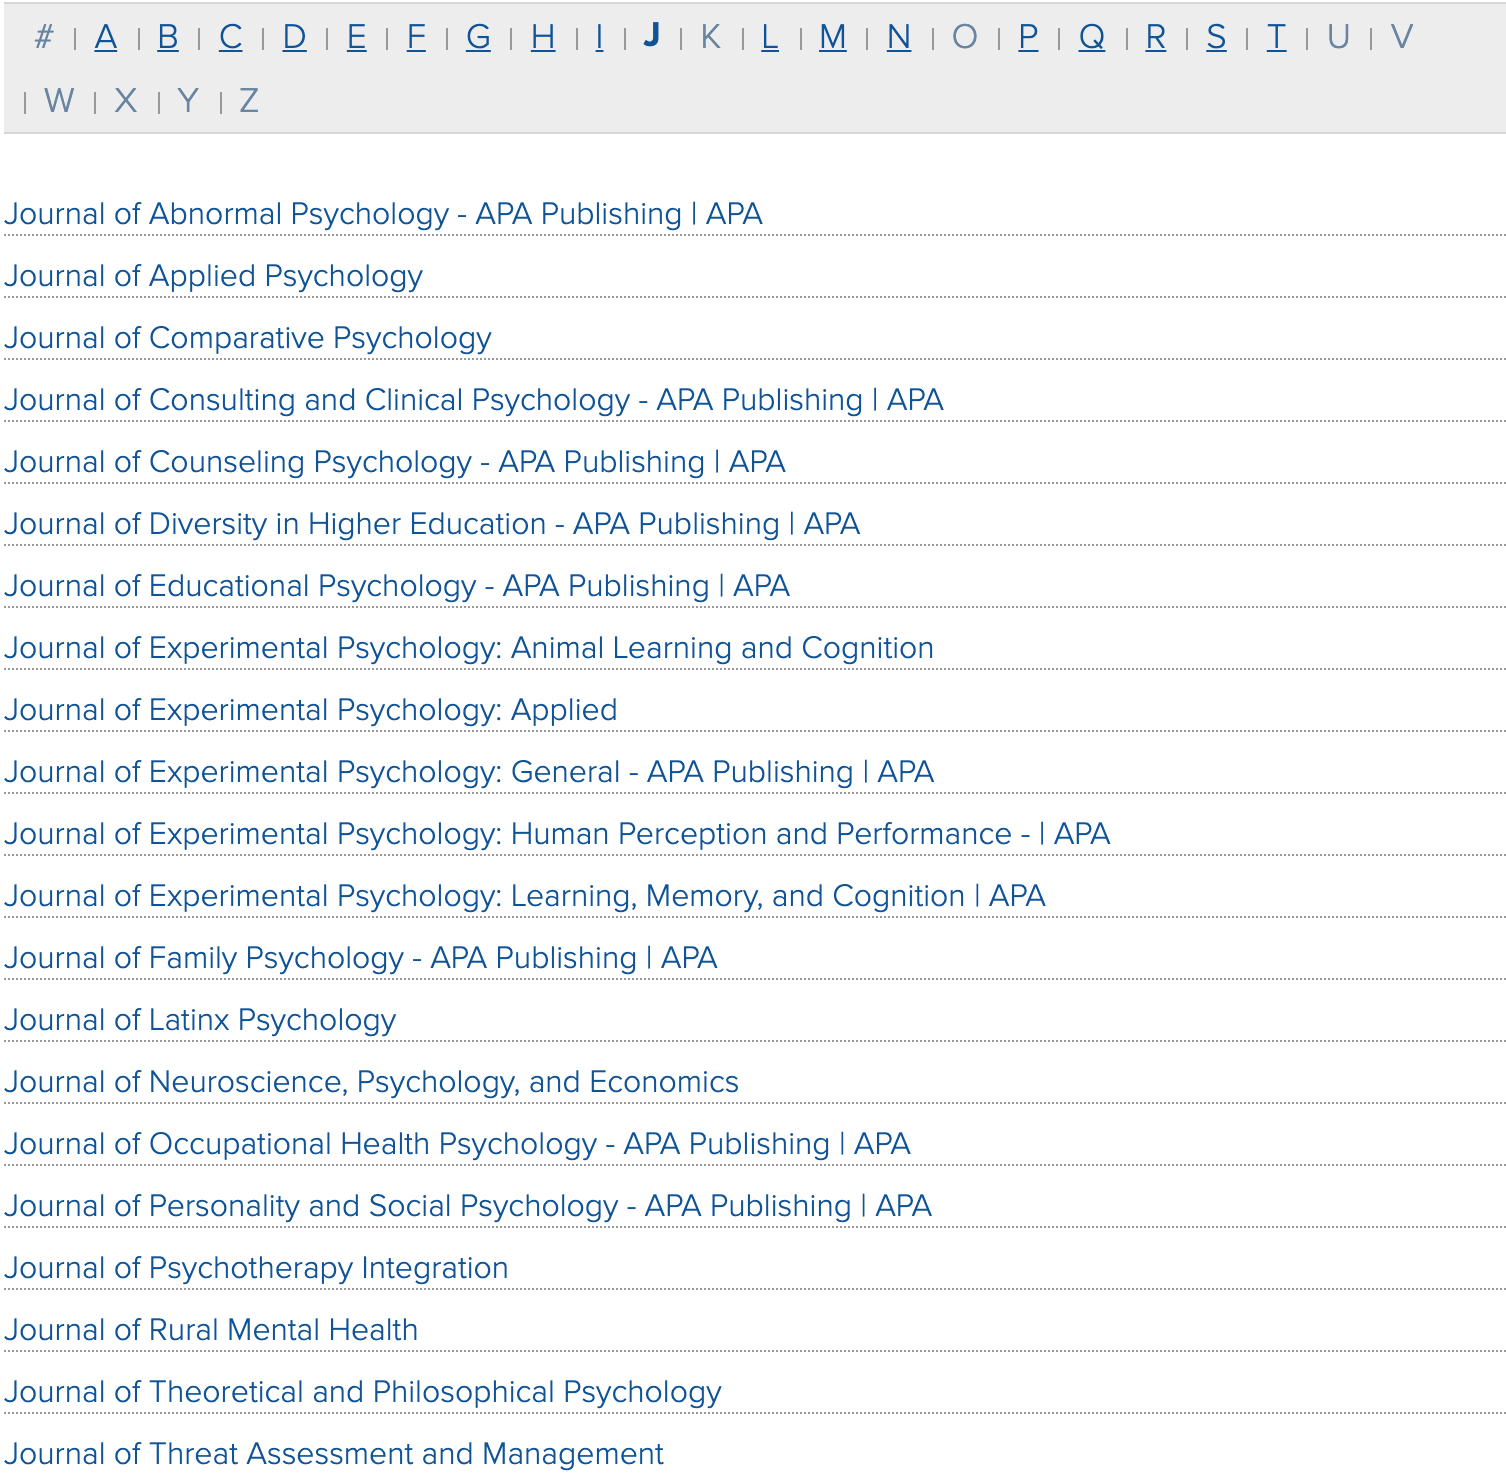 # | A | B | C | D | E | F | G | H | I | J | K | L | M | N | O | P | Q | R | S | T | U | V
| W | X | Y | Z
Journal of Abnormal Psychology - APA Publishing | APA
Journal of Applied Psychology
Journal of Comparative Psychology
Journal of Consulting and Clinical Psychology - APA Publishing | APA
Journal of Counseling Psychology - APA Publishing | APA
Journal of Diversity in Higher Education - APA Publishing | APA
Journal of Educational Psychology - APA Publishing | APA
Journal of Experimental Psychology: Animal Learning and Cognition
Journal of Experimental Psychology: Applied
Journal of Experimental Psychology: General - APA Publishing | APA
Journal of Experimental Psychology: Human Perception and Performance - | APA
Journal of Experimental Psychology: Learning, Memory, and Cognition | APA
Journal of Family Psychology - APA Publishing | APA
Journal of Latinx Psychology
Journal of Neuroscience, Psychology, and Economics
Journal of Occupational Health Psychology - APA Publishing | APA
Journal of Personality and Social Psychology - APA Publishing | APA
Journal of Psychotherapy Integration
Journal of Rural Mental Health
Journal of Theoretical and Philosophical Psychology
Journal of Threat Assessment and Management